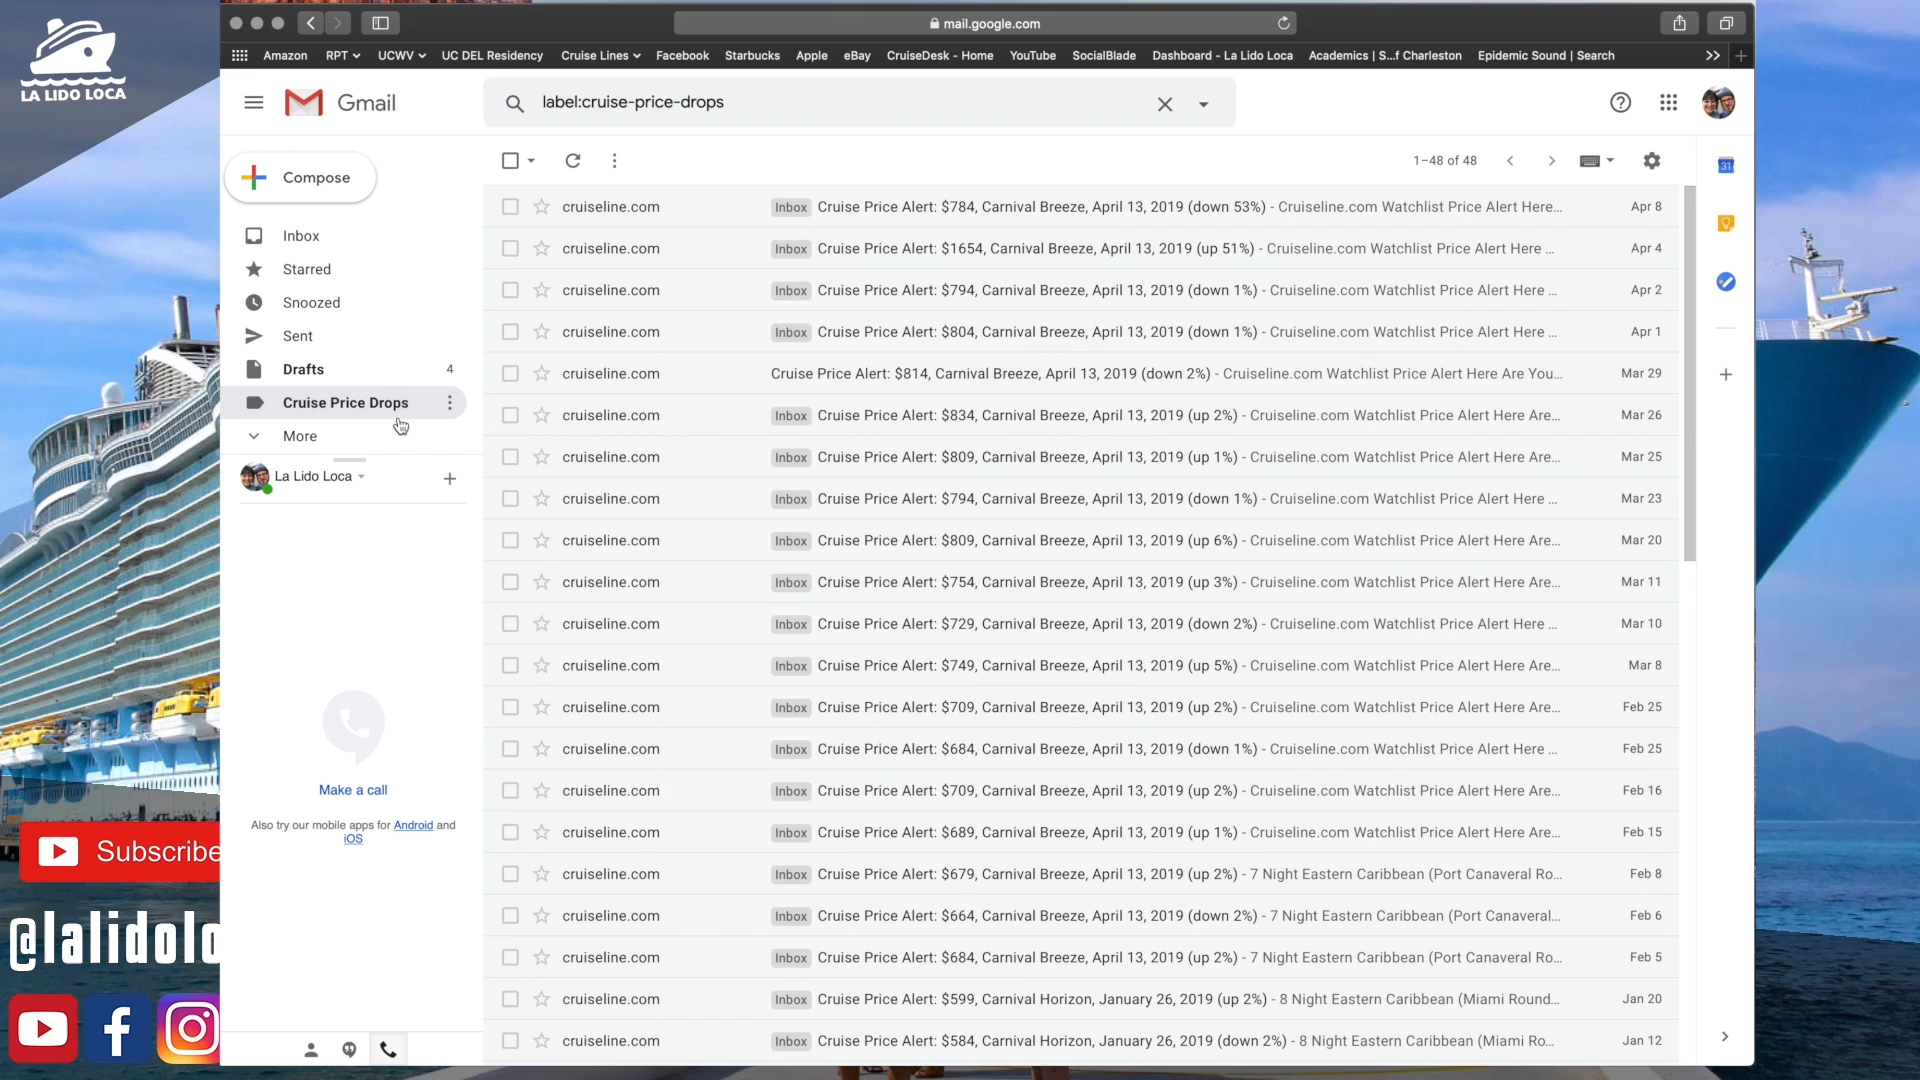 LA LIDO LOCA
mail.google.com
Amazon RPT UCWV UC DEL Residency Cruise Lines Facebook Starbucks Apple eBay CruiseDesk - Home YouTube SocialBlade Dashboard - La Lido Loca Academics | S...f Charleston Epidemic Sound | Search
Gmail
label:cruise-price-drops
Compose
1–48 of 48
31
Inbox
Starred
Snoozed
Sent
Drafts 4
Cruise Price Drops
More
La Lido Loca
Make a call
Also try our mobile apps for Android and
iOS
cruiseline.com Inbox Cruise Price Alert: $784, Carnival Breeze, April 13, 2019 (down 53%) - Cruiseline.com Watchlist Price Alert Here... Apr 8
cruiseline.com Inbox Cruise Price Alert: $1654, Carnival Breeze, April 13, 2019 (up 51%) - Cruiseline.com Watchlist Price Alert Here ... Apr 4
cruiseline.com Inbox Cruise Price Alert: $794, Carnival Breeze, April 13, 2019 (down 1%) - Cruiseline.com Watchlist Price Alert Here ... Apr 2
cruiseline.com Inbox Cruise Price Alert: $804, Carnival Breeze, April 13, 2019 (down 1%) - Cruiseline.com Watchlist Price Alert Here ... Apr 1
cruiseline.com Cruise Price Alert: $814, Carnival Breeze, April 13, 2019 (down 2%) - Cruiseline.com Watchlist Price Alert Here Are You... Mar 29
cruiseline.com Inbox Cruise Price Alert: $834, Carnival Breeze, April 13, 2019 (up 2%) - Cruiseline.com Watchlist Price Alert Here Are... Mar 26
cruiseline.com Inbox Cruise Price Alert: $809, Carnival Breeze, April 13, 2019 (up 1%) - Cruiseline.com Watchlist Price Alert Here Are... Mar 25
cruiseline.com Inbox Cruise Price Alert: $794, Carnival Breeze, April 13, 2019 (down 1%) - Cruiseline.com Watchlist Price Alert Here ... Mar 23
cruiseline.com Inbox Cruise Price Alert: $809, Carnival Breeze, April 13, 2019 (up 6%) - Cruiseline.com Watchlist Price Alert Here Are... Mar 20
cruiseline.com Inbox Cruise Price Alert: $754, Carnival Breeze, April 13, 2019 (up 3%) - Cruiseline.com Watchlist Price Alert Here Are... Mar 11
cruiseline.com Inbox Cruise Price Alert: $729, Carnival Breeze, April 13, 2019 (down 2%) - Cruiseline.com Watchlist Price Alert Here ... Mar 10
cruiseline.com Inbox Cruise Price Alert: $749, Carnival Breeze, April 13, 2019 (up 5%) - Cruiseline.com Watchlist Price Alert Here Are... Mar 8
cruiseline.com Inbox Cruise Price Alert: $709, Carnival Breeze, April 13, 2019 (up 2%) - Cruiseline.com Watchlist Price Alert Here Are... Feb 25
cruiseline.com Inbox Cruise Price Alert: $684, Carnival Breeze, April 13, 2019 (down 1%) - Cruiseline.com Watchlist Price Alert Here ... Feb 25
cruiseline.com Inbox Cruise Price Alert: $709, Carnival Breeze, April 13, 2019 (up 2%) - Cruiseline.com Watchlist Price Alert Here Are... Feb 16
cruiseline.com Inbox Cruise Price Alert: $689, Carnival Breeze, April 13, 2019 (up 1%) - Cruiseline.com Watchlist Price Alert Here Are... Feb 15
cruiseline.com Inbox Cruise Price Alert: $679, Carnival Breeze, April 13, 2019 (up 2%) - 7 Night Eastern Caribbean (Port Canaveral Ro... Feb 8
cruiseline.com Inbox Cruise Price Alert: $664, Carnival Breeze, April 13, 2019 (down 2%) - 7 Night Eastern Caribbean (Port Canaveral... Feb 6
cruiseline.com Inbox Cruise Price Alert: $684, Carnival Breeze, April 13, 2019 (up 2%) - 7 Night Eastern Caribbean (Port Canaveral Ro... Feb 5
cruiseline.com Inbox Cruise Price Alert: $599, Carnival Horizon, January 26, 2019 (up 2%) - 8 Night Eastern Caribbean (Miami Round... Jan 20
cruiseline.com Inbox Cruise Price Alert: $584, Carnival Horizon, January 26, 2019 (down 2%) - 8 Night Eastern Caribbean (Miami Ro... Jan 12
Subscribe
@lalidolo